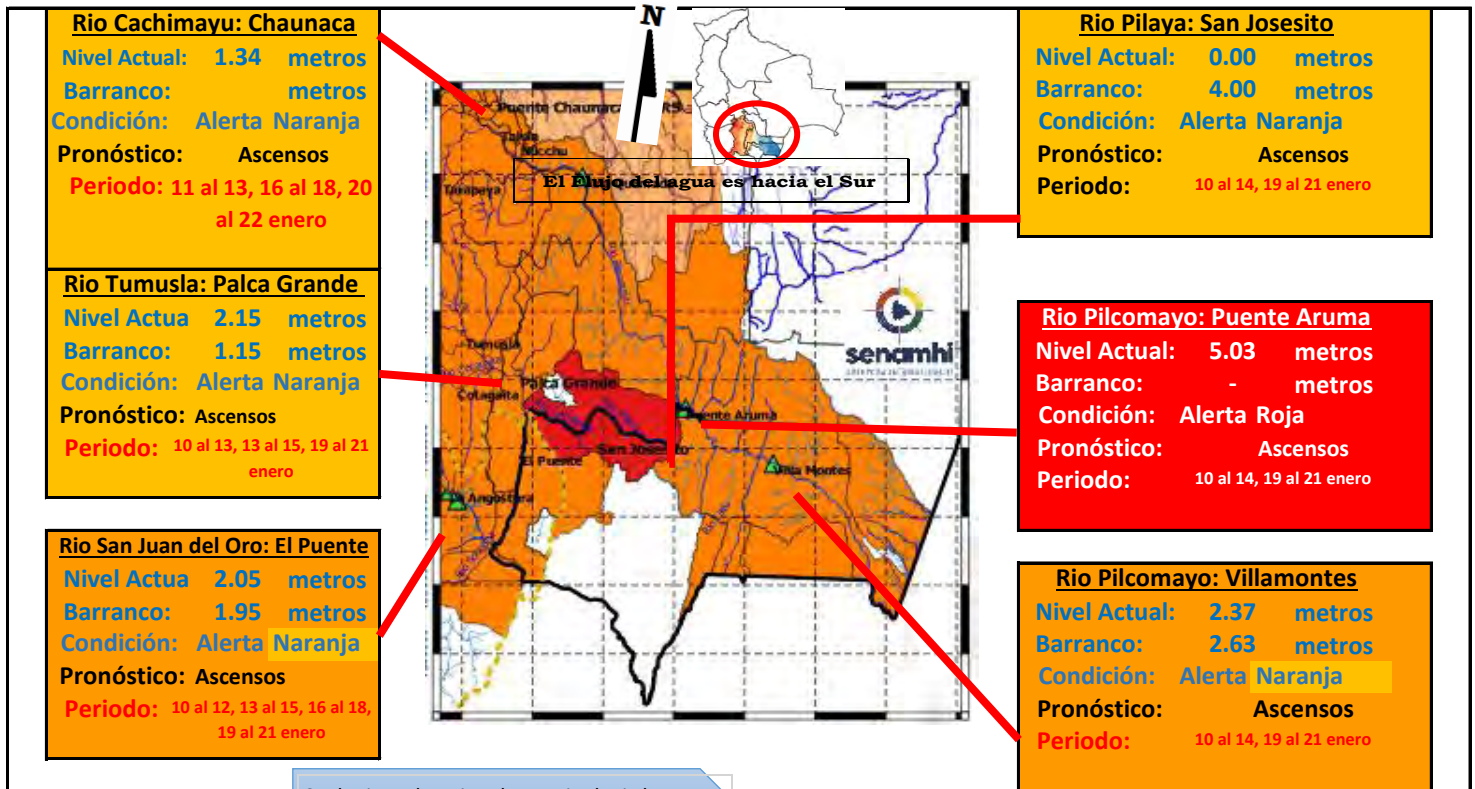 Rio Cachimayu: Chaunaca
Nivel Actual: 1.34 metros
Barranco: metros
Condición: Alerta Naranja
Pronóstico: Ascensos
Periodo: 11 al 13, 16 al 18, 20
al 22 enero
Rio Tumusla: Palca Grande
Nivel Actua 2.15 metros
Barranco: 1.15 metros
Condición: Alerta Naranja
Pronóstico: Ascensos
Periodo: 10 al 13, 13 al 15, 19 al 21
enero
Rio San Juan del Oro: El Puente
Nivel Actua 2.05 metros
Barranco: 1.95 metros
Condición: Alerta Naranja
Pronóstico: Ascensos
Periodo: 10 al 12, 13 al 15, 16 al 18,
19 al 21 enero
N
Puente Chaunaca
El Flujo del agua es hacia el Sur
Tarapaya
senamhi
Tumusla
Palca Grande
Cotagaita
Puente Aruma
San Josesito
El Puente
Villa Montes
Angostura
Rio Pilaya: San Josesito
Nivel Actual: 0.00 metros
Barranco: 4.00 metros
Condición: Alerta Naranja
Pronóstico: Ascensos
Periodo: 10 al 14, 19 al 21 enero
Rio Pilcomayo: Puente Aruma
Nivel Actual: 5.03 metros
Barranco: - metros
Condición: Alerta Roja
Pronóstico: Ascensos
Periodo: 10 al 14, 19 al 21 enero
Rio Pilcomayo: Villamontes
Nivel Actual: 2.37 metros
Barranco: 2.63 metros
Condición: Alerta Naranja
Pronóstico: Ascensos
Periodo: 10 al 14, 19 al 21 enero